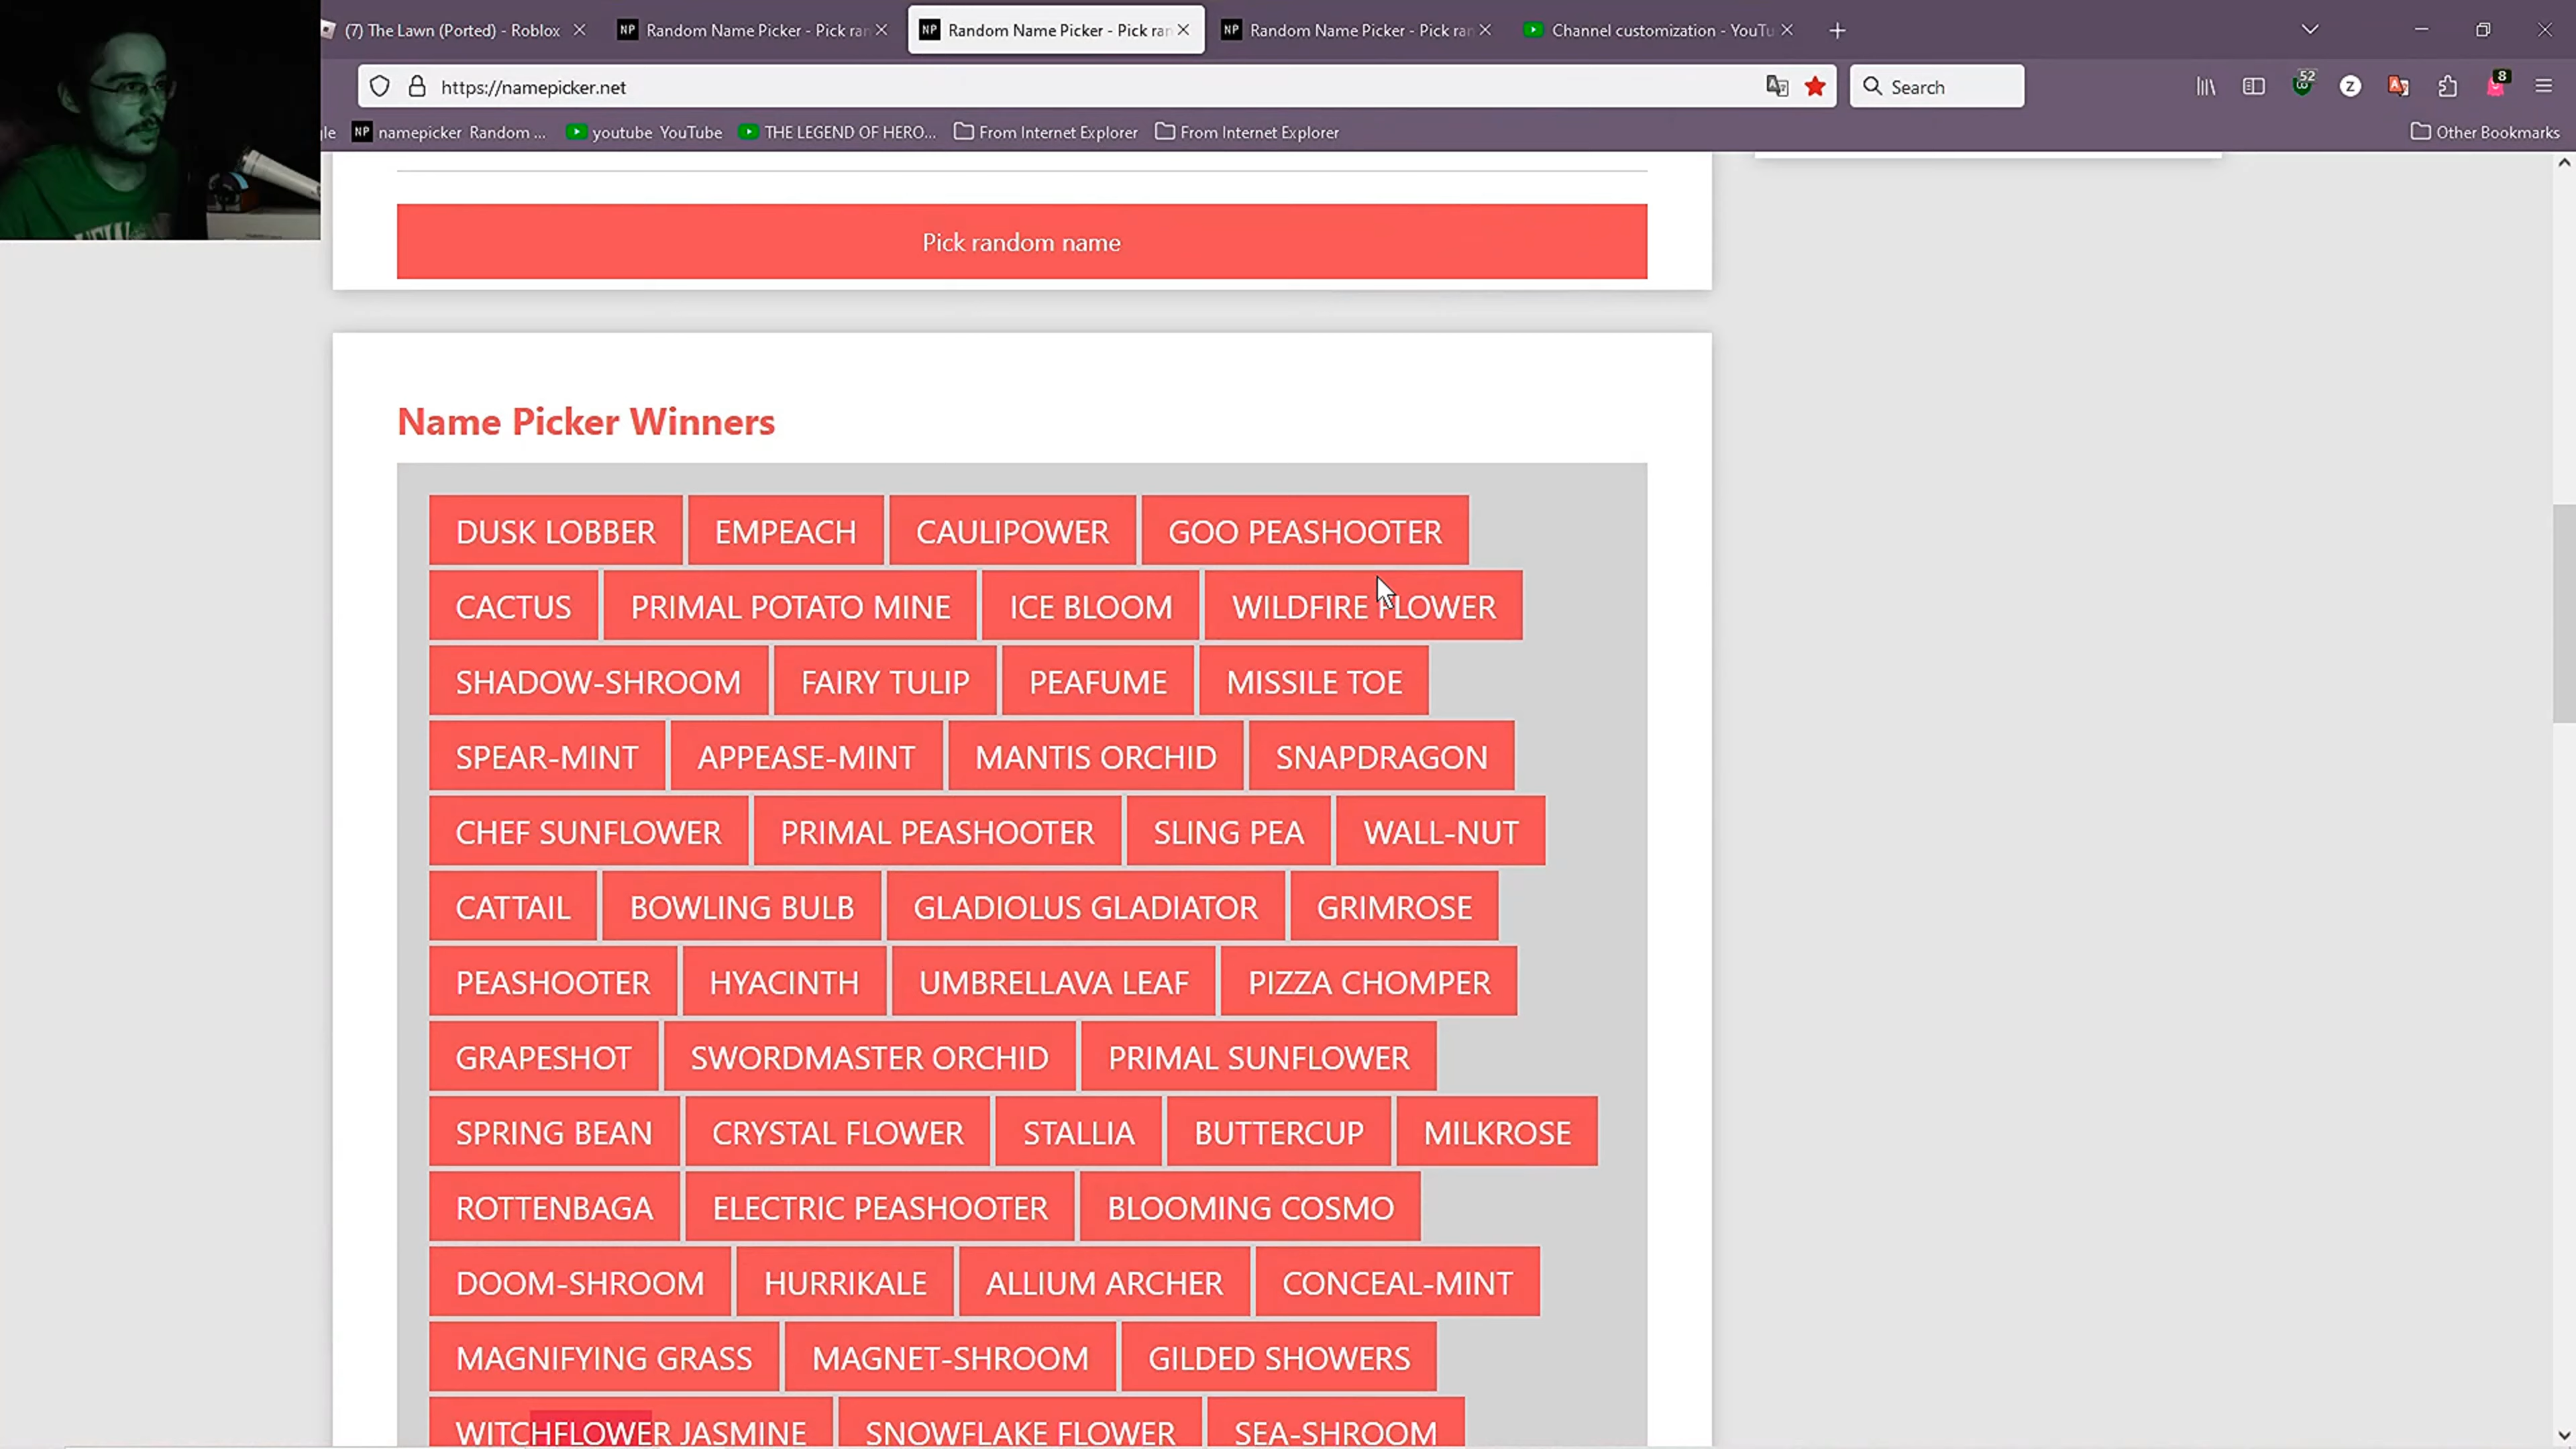 (7) The Lawn (Ported) - Roblox Random Name Picker - Pick ran Random Name Picker - Pick ran Random Name Picker - Pick ran Channel customization - YouTu
https://namepicker.net Search 52 Z 8
le NP namepicker Random ... youtube YouTube THE LEGEND OF HERO... From Internet Explorer From Internet Explorer Other Bookmarks
Pick random name
Name Picker Winners
DUSK LOBBER EMPEACH CAULIPOWER GOO PEASHOOTER
CACTUS PRIMAL POTATO MINE ICE BLOOM WILDFIRE FLOWER
SHADOW-SHROOM FAIRY TULIP PEAFUME MISSILE TOE
SPEAR-MINT APPEASE-MINT MANTIS ORCHID SNAPDRAGON
CHEF SUNFLOWER PRIMAL PEASHOOTER SLING PEA WALL-NUT
CATTAIL BOWLING BULB GLADIOLUS GLADIATOR GRIMROSE
PEASHOOTER HYACINTH UMBRELLAVA LEAF PIZZA CHOMPER
GRAPESHOT SWORDMASTER ORCHID PRIMAL SUNFLOWER
SPRING BEAN CRYSTAL FLOWER STALLIA BUTTERCUP MILKROSE
ROTTENBAGA ELECTRIC PEASHOOTER BLOOMING COSMO
DOOM-SHROOM HURRIKALE ALLIUM ARCHER CONCEAL-MINT
MAGNIFYING GRASS MAGNET-SHROOM GILDED SHOWERS
WITCHFLOWER JASMINE SNOWFLAKE FLOWER SEA-SHROOM